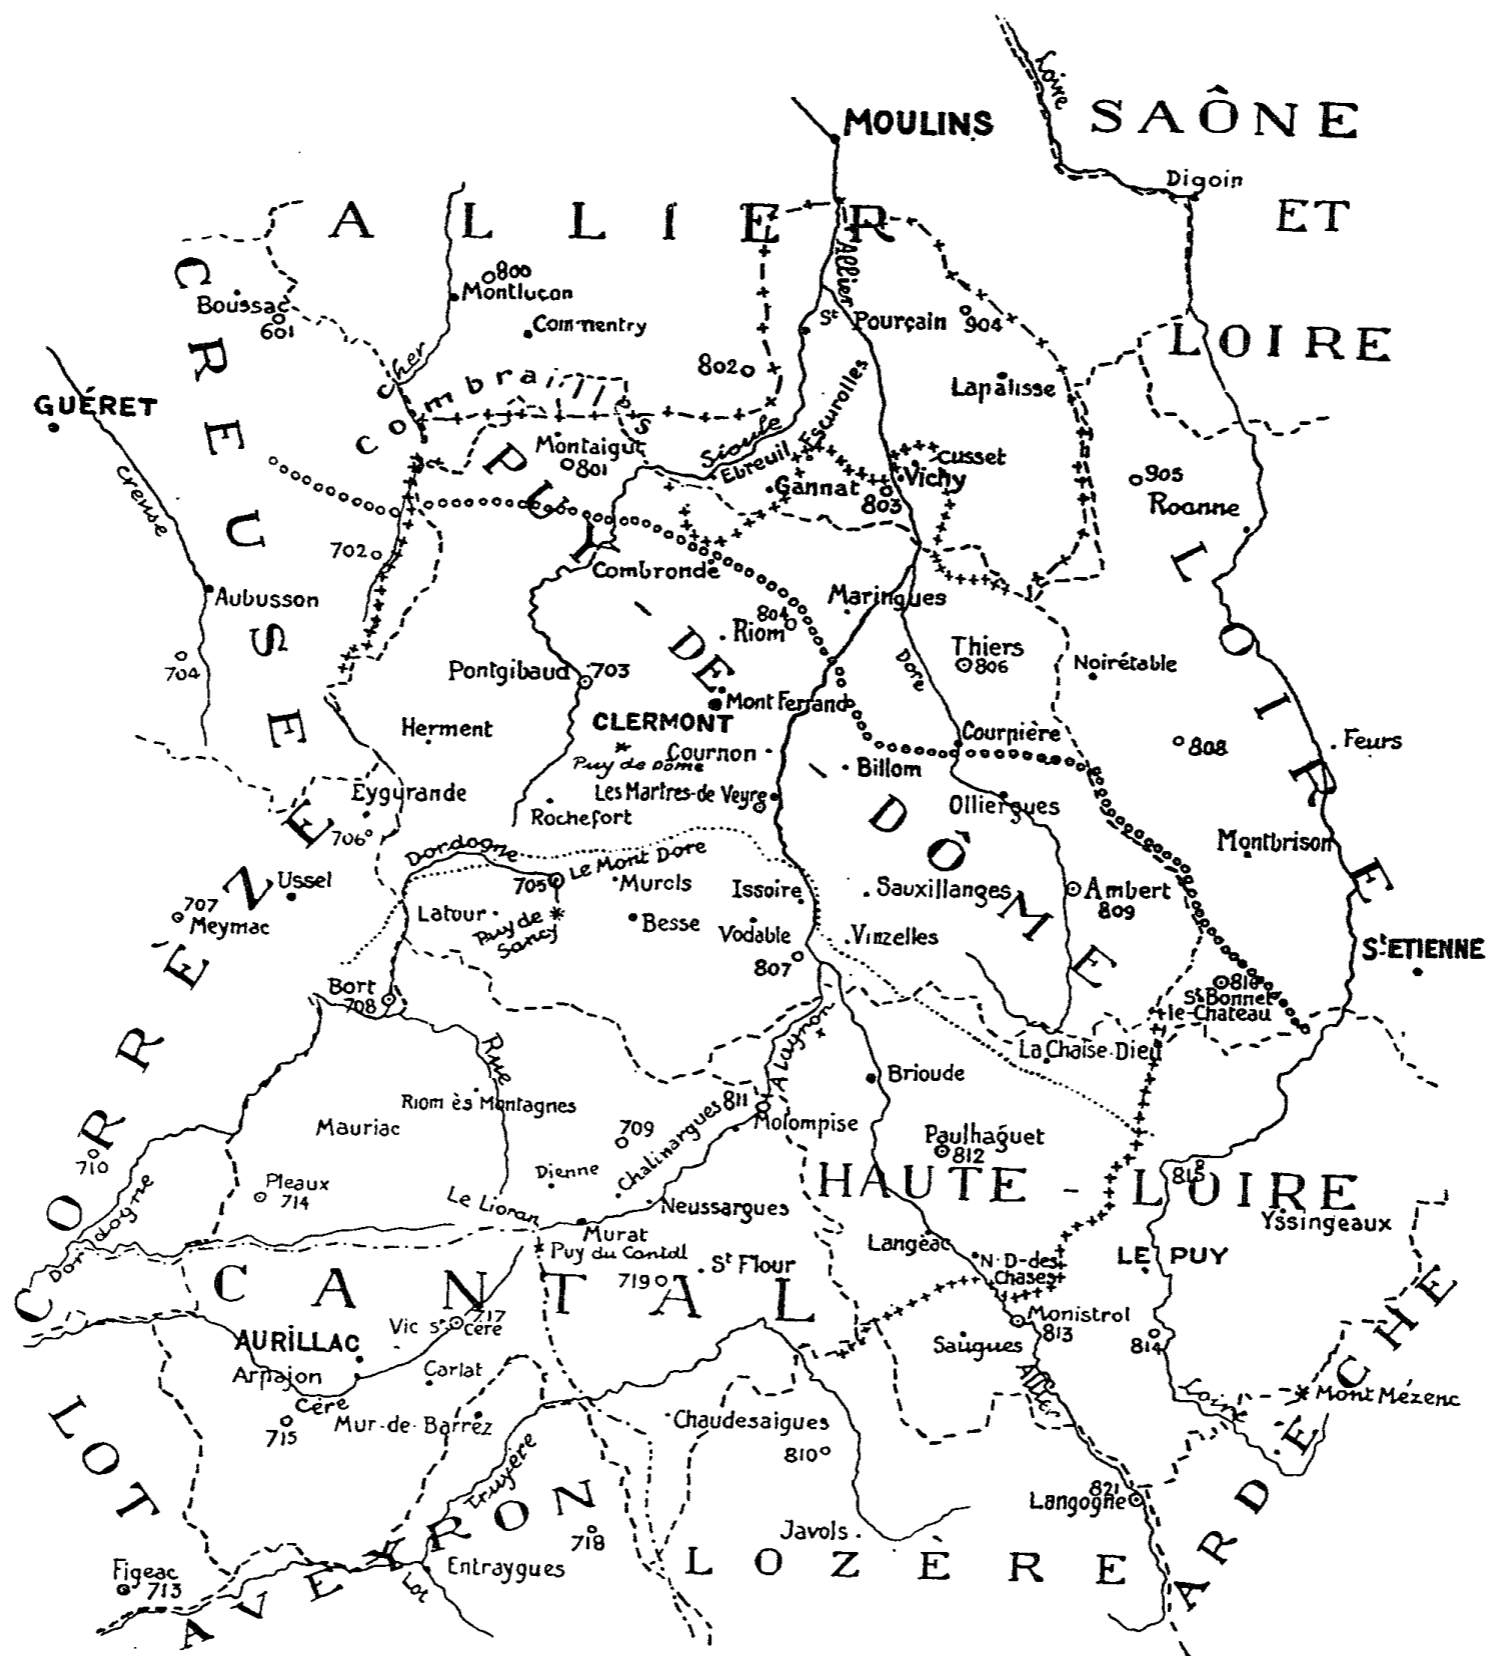 Loire
SAÔNE
MOULINS
Digoin
ET
ALLIER
Allier
CREUSE
800
Montluçon
Boussac
601
Commentry
St Pourçain
904
LOIRE
Cher
802
Combrailles
Lapalisse
GUÉRET
Escurolles
Sioule
Montaigut
801
Ebreuil
Cusset
Vichy
Gannat
803
905
Roanne
Creuse
PUY-DE-DÔME
702
Combronde
Aubusson
Maringues
804
Riom
LOIRE
704
Pontgibaud
703
Dore
Thiers
806
Noirétable
Mont Ferrand
CLERMONT
Herment
Puy de Dôme
Cournon
Courpière
808
Feurs
Billom
Eygurande
Les Martres-de Veyre
Olliergues
Rochefort
706
Montbrison
Dordogne
Le Mont Dore
705
Murols
Issoire
Sauxillanges
Ambert
809
CORRÈZE
Ussel
707
Meymac
Latour
Puy de
Sancy
Besse
Vodable
Vinzelles
807
St ETIENNE
Bort
708
816
St Bonnet
le-Chateau
Alagnon
La Chaise-Dieu
Rue
Brioude
Riom ès Montagnes
811
Molompise
Mauriac
709
Chalinargues
Paulhaguet
812
710
Dordogne
Pleaux
714
Dienne
HAUTE-LOIRE
815
Le Lioran
Neussargues
Yssingeaux
Murat
Puy du Cantal
Langeac
N-D-des
Chases
LE PUY
CANTAL
719
St Flour
717
Vic s. Cère
AURILLAC
Monistrol
813
Saugues
814
Arpajon
Carlat
Allier
Cère
Loire
Mont Mézenc
715
Mur-de-Barrez
Chaudesaigues
810
ARDÈCHE
LOT
Truyère
821
Langogne
AVEYRON
718
Javols
LOZÈRE
Figeac
713
Lot
Entraygues